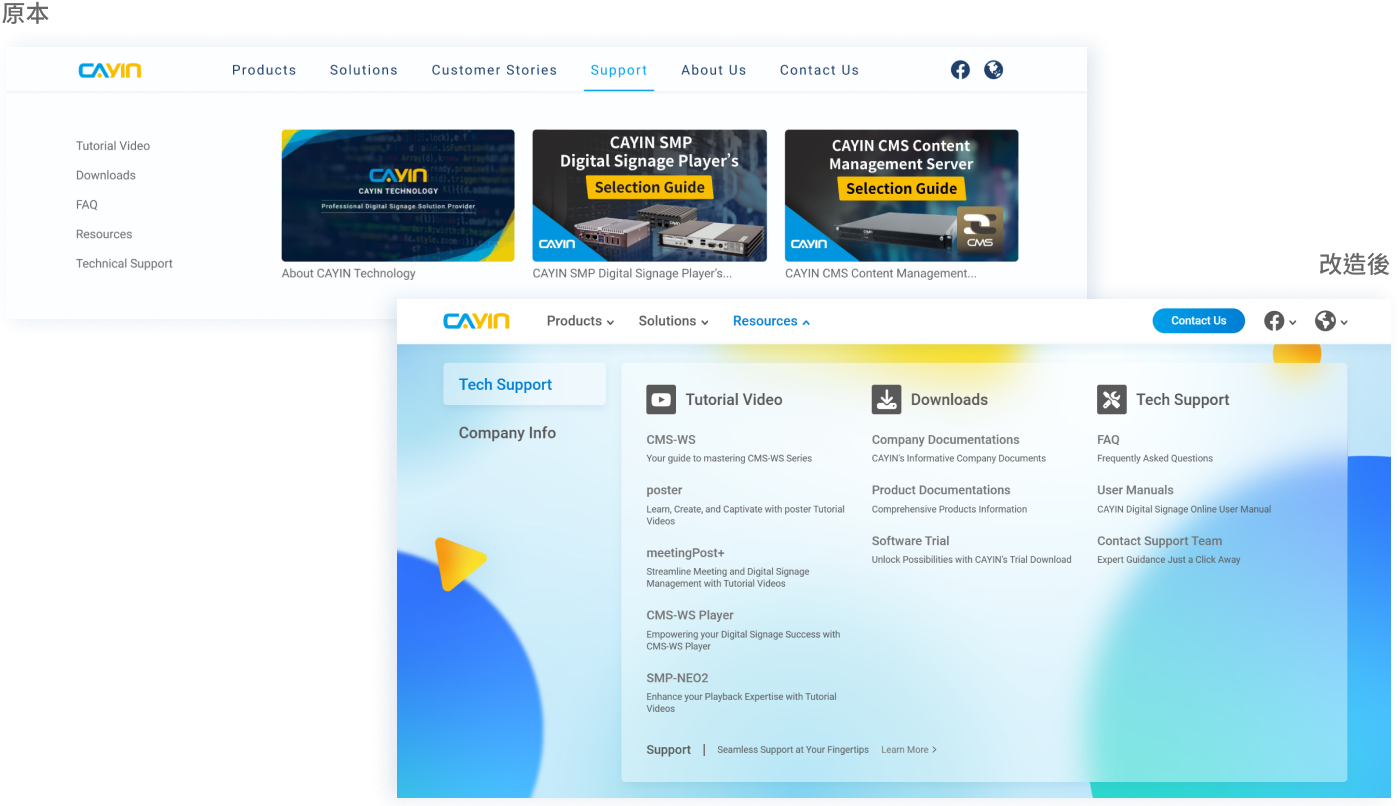 原本
CAYIN
Products Solutions Customer Stories Support About Us Contact Us
Tutorial Video
Downloads
FAQ
Resources
Technical Support
CAYIN
CAYIN TECHNOLOGY
Professional Digital Signage Solution Provider
About CAYIN Technology
CAYIN SMP
Digital Signage Player's
Selection Guide
CAYIN
CAYIN SMP Digital Signage Player's...
CAYIN CMS Content
Management Server
Selection Guide
CAYIN
CMS
CAYIN CMS Content Management...
改造後
CAYIN
Products Solutions Resources Contact Us
Tech Support
Company Info
Tutorial Video
CMS-WS
Your guide to mastering CMS-WS Series
poster
Learn, Create, and Captivate with poster Tutorial
Videos
meetingPost+
Streamline Meeting and Digital Signage
Management with Tutorial Videos
CMS-WS Player
Empowering your Digital Signage Success with
CMS-WS Player
SMP-NEO2
Enhance your Playback Expertise with Tutorial
Videos
Downloads
Company Documentations
CAYIN's Informative Company Documents
Product Documentations
Comprehensive Products Information
Software Trial
Unlock Possibilities with CAYIN's Trial Download
Tech Support
FAQ
Frequently Asked Questions
User Manuals
CAYIN Digital Signage Online User Manual
Contact Support Team
Expert Guidance Just a Click Away
Support | Seamless Support at Your Fingertips Learn More >